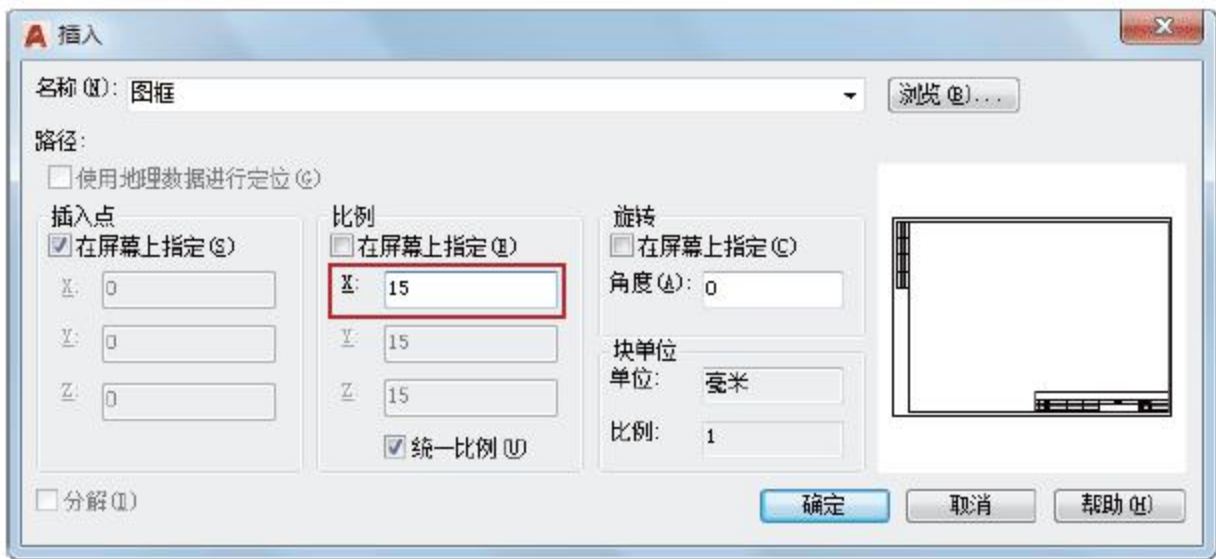 插入
名称(N): 图框
浏览(B)...
路径:
使用地理数据进行定位(G)
插入点
在屏幕上指定(S)
X: 0
Y: 0
Z: 0
比例
在屏幕上指定(E)
X: 15
Y: 15
Z: 15
统一比例(U)
旋转
在屏幕上指定(C)
角度(A): 0
块单位
单位: 毫米
比例: 1
分解(D)
确定
取消
帮助(H)